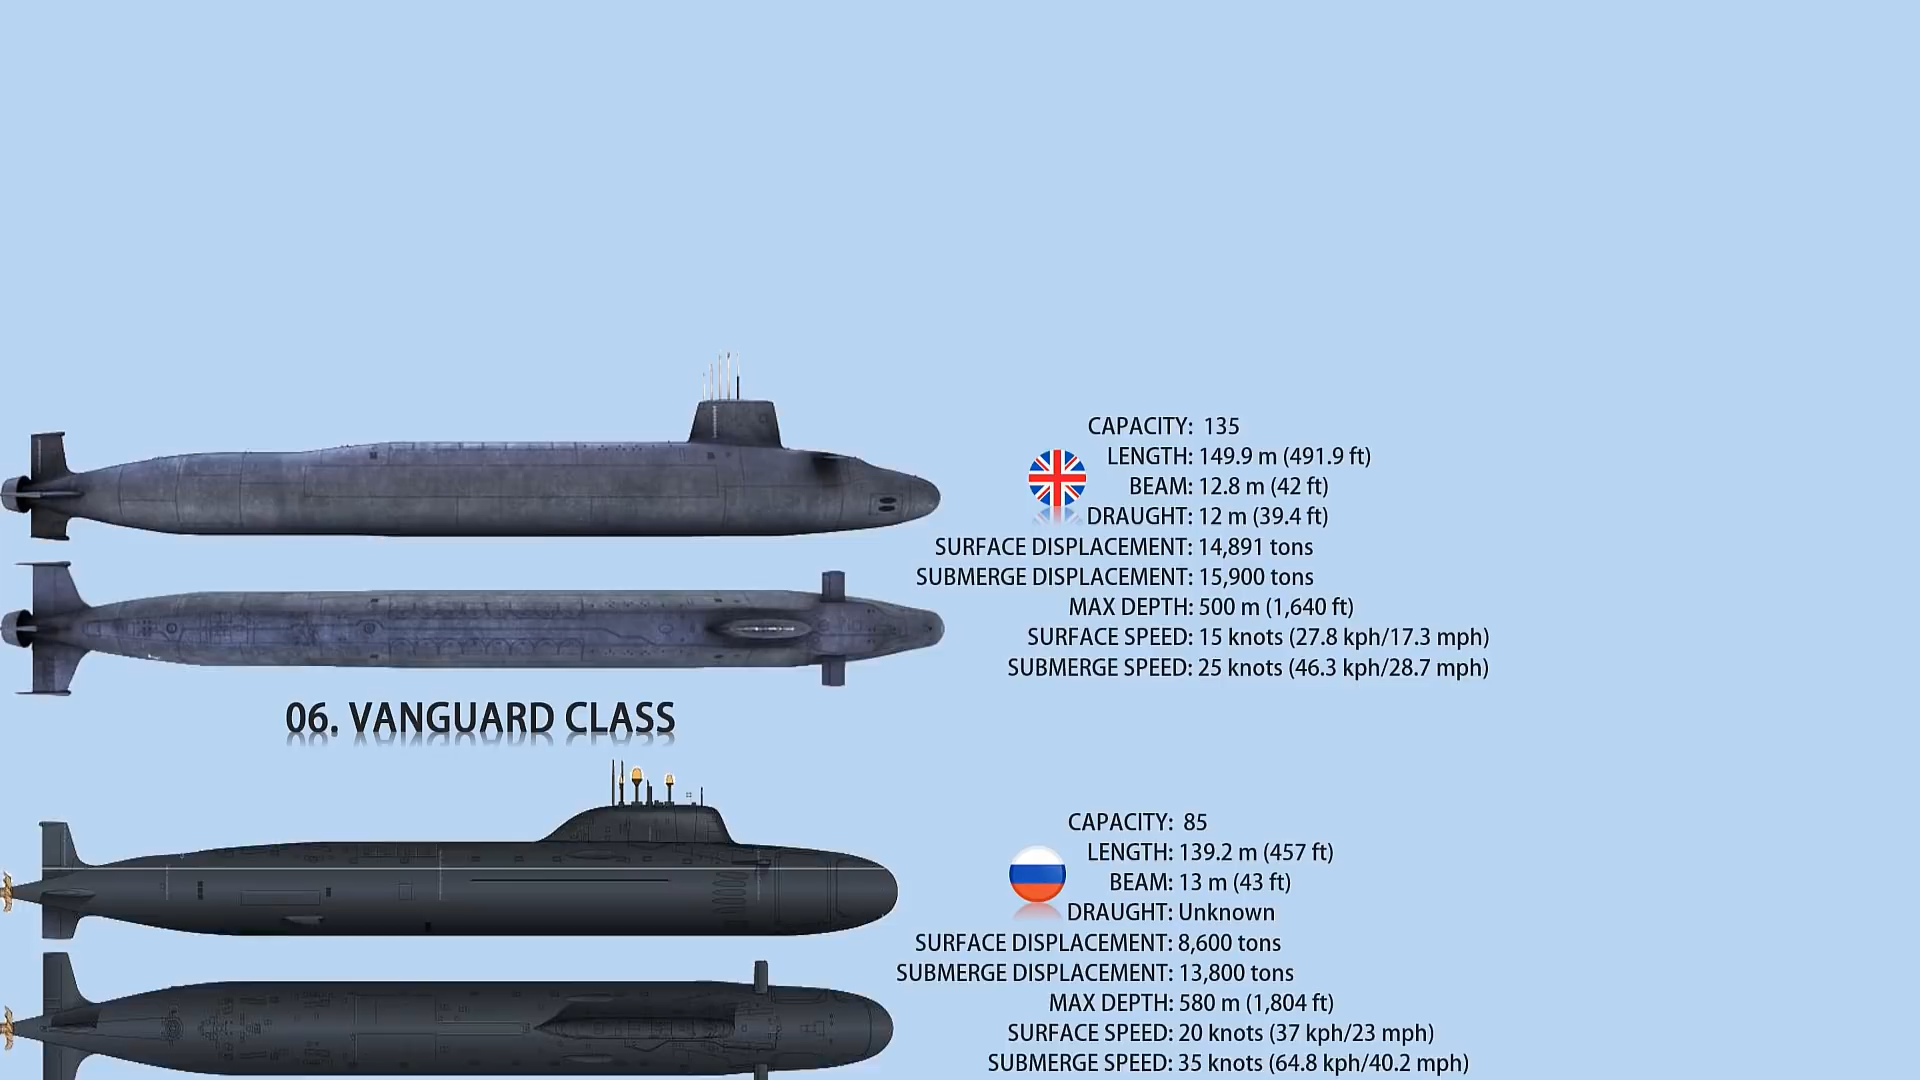 CAPACITY: 135
LENGTH: 149.9 m (491.9 ft)
BEAM: 12.8 m (42 ft)
DRAUGHT: 12 m (39.4 ft)
SURFACE DISPLACEMENT: 14,891 tons
SUBMERGE DISPLACEMENT: 15,900 tons
MAX DEPTH: 500 m (1,640 ft)
SURFACE SPEED: 15 knots (27.8 kph/17.3 mph)
SUBMERGE SPEED: 25 knots (46.3 kph/28.7 mph)
06. VANGUARD CLASS
CAPACITY: 85
LENGTH: 139.2 m (457 ft)
BEAM: 13 m (43 ft)
DRAUGHT: Unknown
SURFACE DISPLACEMENT: 8,600 tons
SUBMERGE DISPLACEMENT: 13,800 tons
MAX DEPTH: 580 m (1,804 ft)
SURFACE SPEED: 20 knots (37 kph/23 mph)
SUBMERGE SPEED: 35 knots (64.8 kph/40.2 mph)